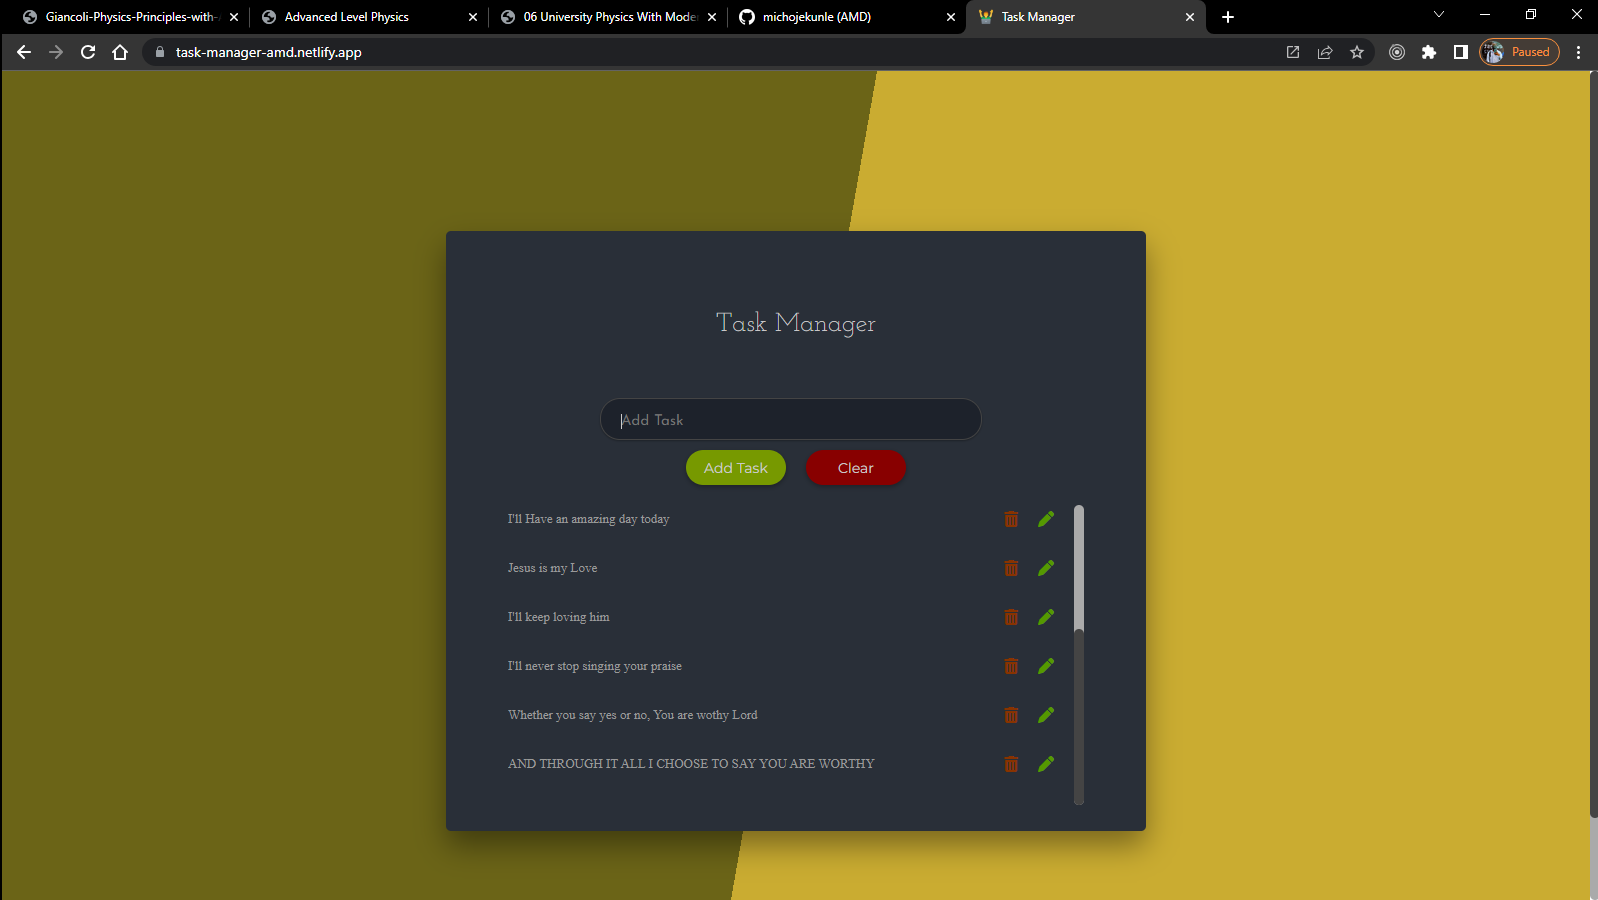 Giancoli-Physics-Principles-with-
Advanced Level Physics
06 University Physics With Mode
michojekunle (AMD)
Task Manager
task-manager-amd.netlify.app
Paused
Task Manager
Add Task
Add Task
Clear
I'll Have an amazing day today
Jesus is my Love
I'll keep loving him
I'll never stop singing your praise
Whether you say yes or no, You are wothy Lord
AND THROUGH IT ALL I CHOOSE TO SAY YOU ARE WORTHY